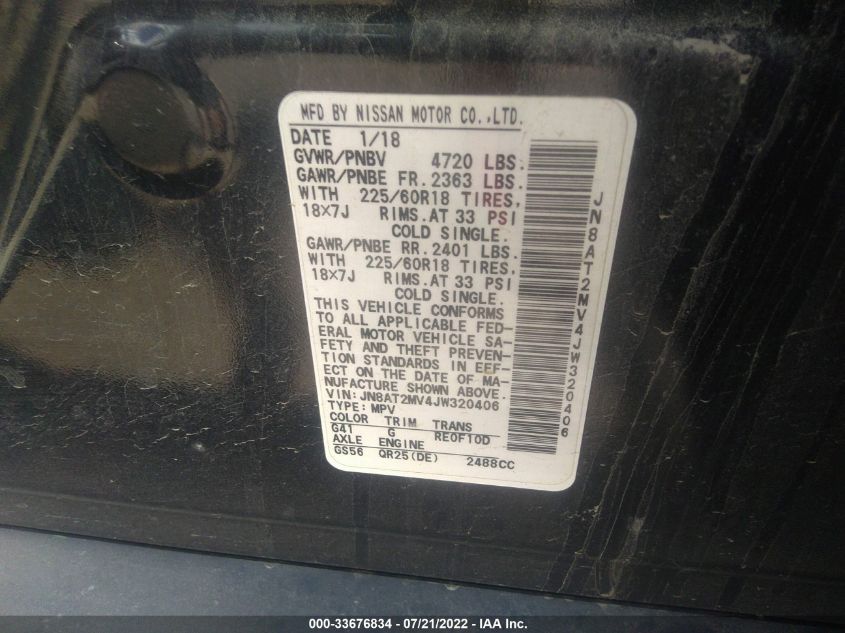 MFD BY NISSAN MOTOR CO.,LTD.
DATE 1/18
GVWR/PNBV 4720 LBS.
GAWR/PNBE FR. 2363 LBS.
WITH 225/60R18 TIRES,
18X7J RIMS. AT 33 PSI
COLD SINGLE.
GAWR/PNBE RR. 2401 LBS.
WITH 225/60R18 TIRES.
18X7J RIMS. AT 33 PSI
COLD SINGLE.
THIS VEHICLE CONFORMS
TO ALL APPLICABLE FED-
ERAL MOTOR VEHICLE SA-
FETY AND THEFT PREVEN-
TION STANDARDS IN EFF-
ECT ON THE DATE OF MA-
NUFACTURE SHOWN ABOVE.
VIN: JN8AT2MV4JW320406
TYPE: MPV
COLOR TRIM TRANS
G41 G RE0F10D
AXLE ENGINE
GS56 QR25(DE) 2488CC
JN8AT2MV4JW320406
000-33676834 / 07/21/2022 - IAA Inc.